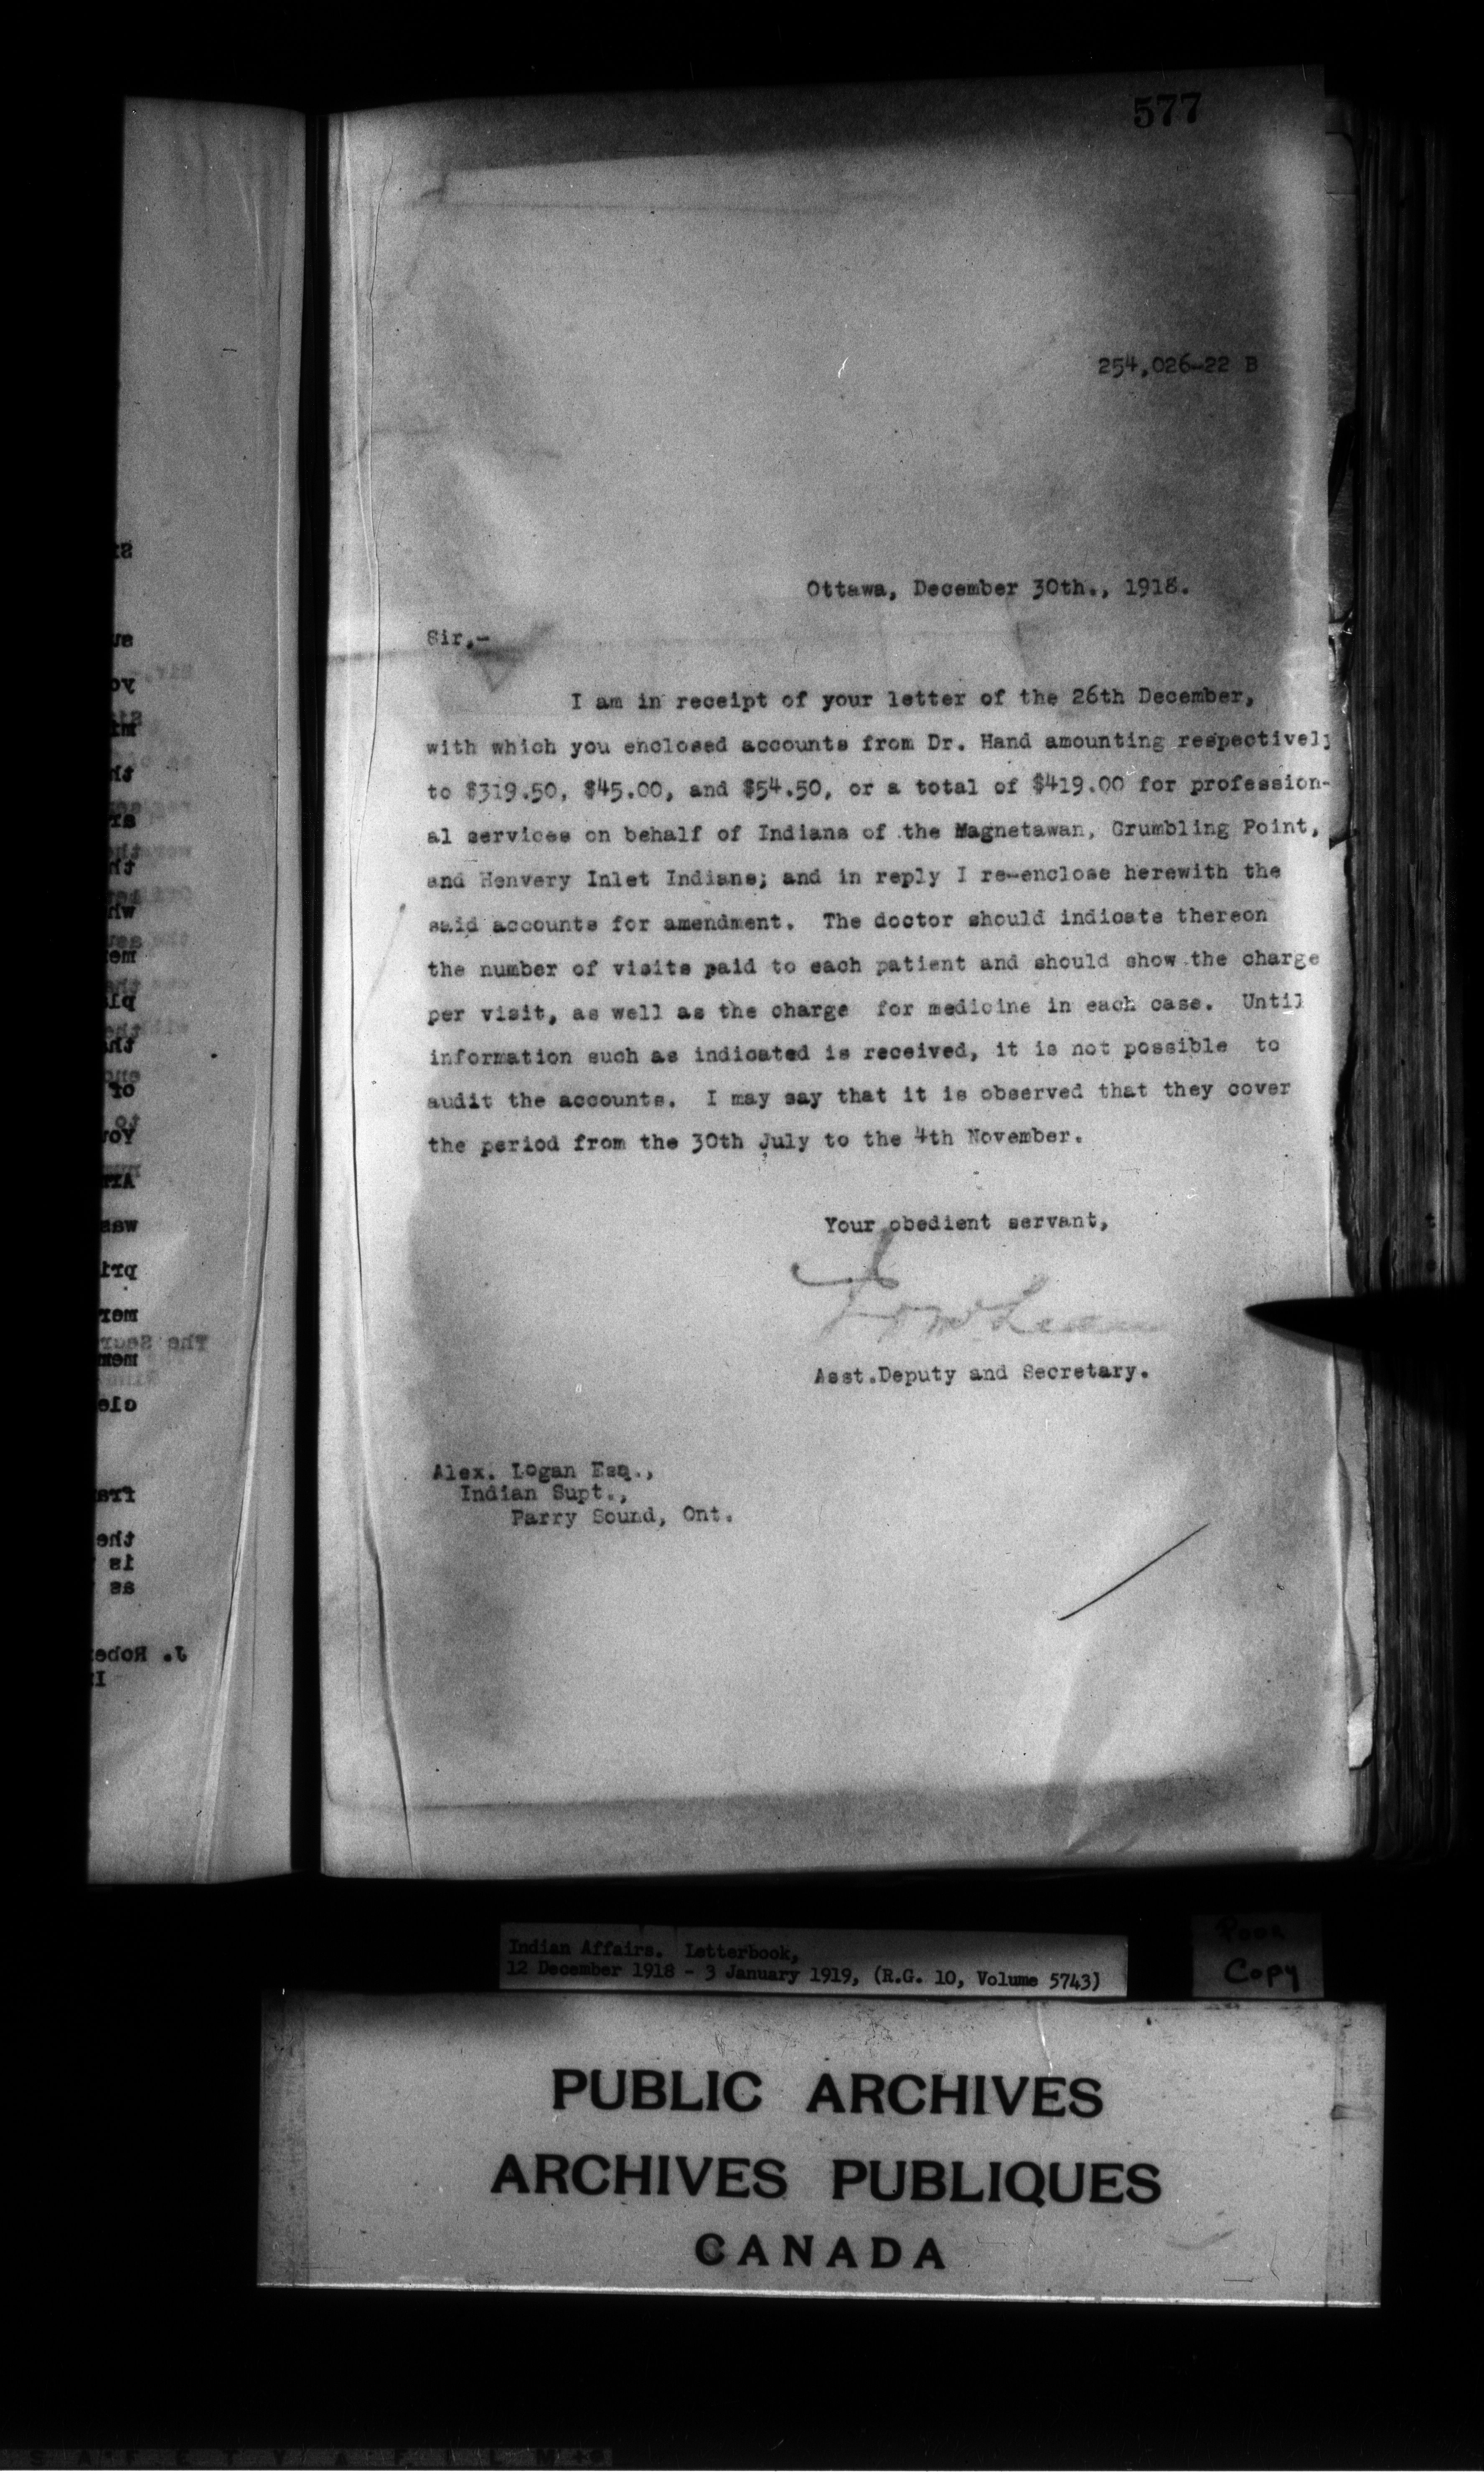 577
254,026-22 B
Ottawa, December 30th., 1918.
Sir,-
I am in receipt of your letter of the 26th December,
with which you enclosed accounts from Dr. Hand amounting respectively
to $319.50, $45.00, and $54.50, or a total of $419.00 for profession-
al services on behalf of Indians of the Magnetawan, Grumbling Point,
and Henvery Inlet Indians; and in reply I re-enclose herewith the
said accounts for amendment. The doctor should indicate thereon
the number of visits paid to each patient and should show the charge
per visit, as well as the charge for medicine in each case. Until
information such as indicated is received, it is not possible to
audit the accounts. I may say that it is observed that they cover
the period from the 30th July to the 4th November.
Your obedient servant,
Asst.Deputy and Secretary.
Alex. Logan Esq.,
Indian Supt.,
Parry Sound, Ont.
Indian Affairs. Letterbook,
12 December 1918 - 3 January 1919, (R.G. 10, Volume 5743)
Poor
Copy
PUBLIC ARCHIVES
ARCHIVES PUBLIQUES
CANADA
SAFETY FILM